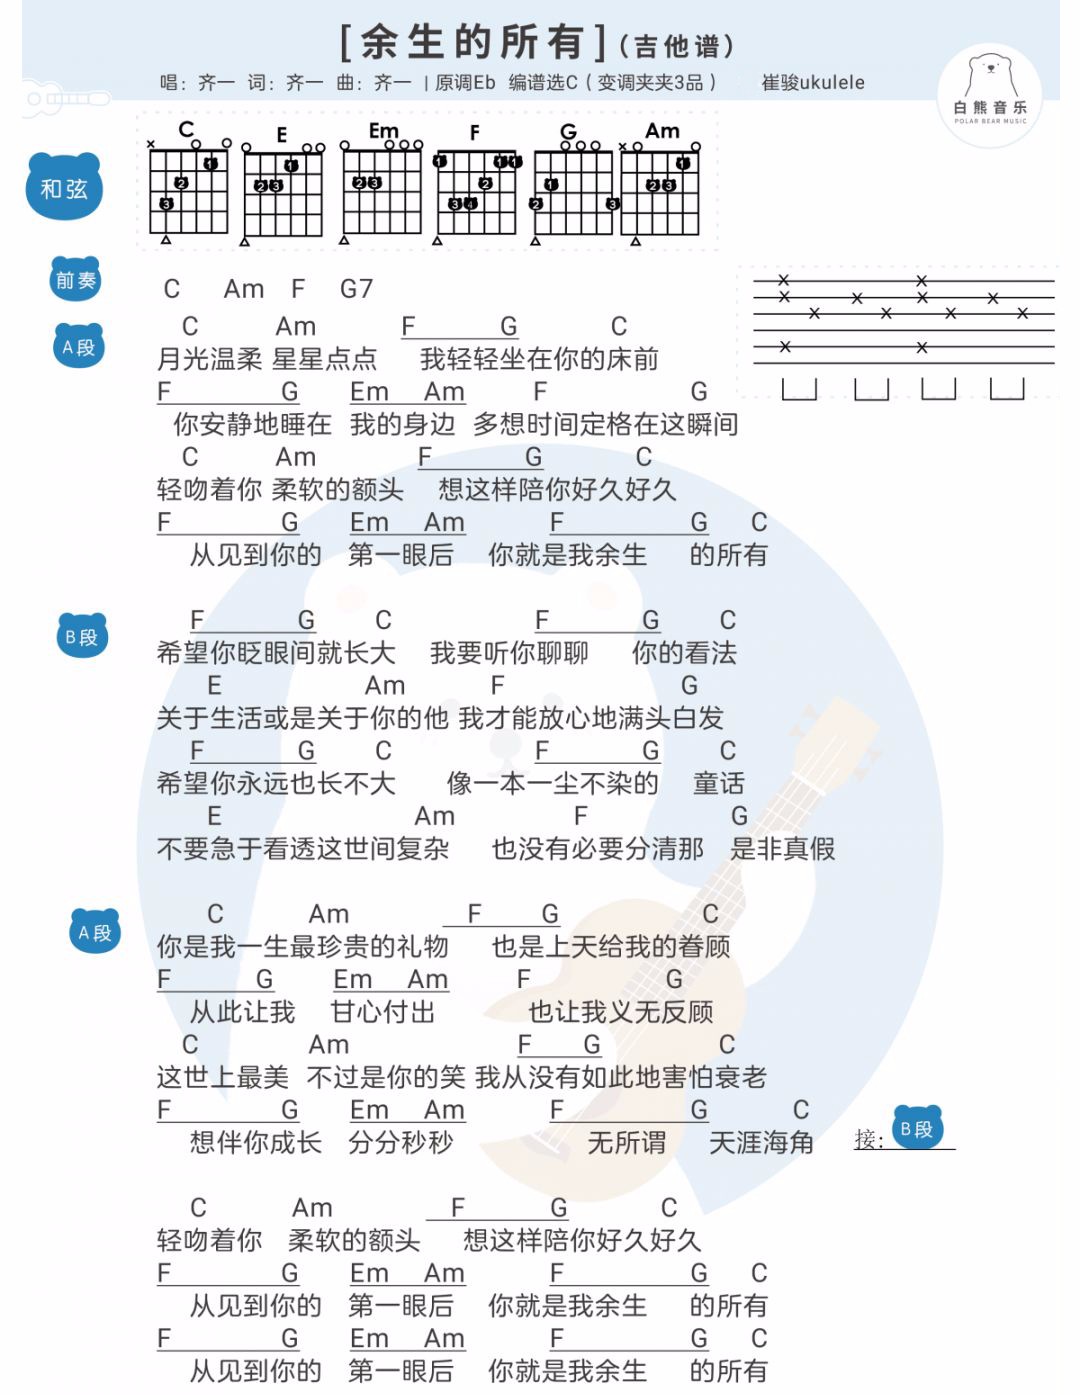 [余生的所有](吉他谱)
唱：齐一 词：齐一 曲：齐一 | 原调Eb 编谱选C（变调夹夹3品） 崔骏ukulele
白熊音乐
POLAR BEAR MUSIC
和弦
C E Em F G Am
前奏
C Am F G7
A段
C Am F G C
月光温柔 星星点点 我轻轻坐在你的床前
F G Em Am F G
你安静地睡在 我的身边 多想时间定格在这瞬间
C Am F G C
轻吻着你 柔软的额头 想这样陪你好久好久
F G Em Am F G C
从见到你的 第一眼后 你就是我余生 的所有
B段
F G C F G C
希望你眨眼间就长大 我要听你聊聊 你的看法
E Am F G
关于生活或是关于你的他 我才能放心地满头白发
F G C F G C
希望你永远也长不大 像一本一尘不染的 童话
E Am F G
不要急于看透这世间复杂 也没有必要分清那 是非真假
A段
C Am F G C
你是我一生最珍贵的礼物 也是上天给我的眷顾
F G Em Am F G
从此让我 甘心付出 也让我义无反顾
C Am F G C
这世上最美 不过是你的笑 我从没有如此地害怕衰老
F G Em Am F G C
想伴你成长 分分秒秒 无所谓 天涯海角
接: B段
C Am F G C
轻吻着你 柔软的额头 想这样陪你好久好久
F G Em Am F G C
从见到你的 第一眼后 你就是我余生 的所有
F G Em Am F G C
从见到你的 第一眼后 你就是我余生 的所有